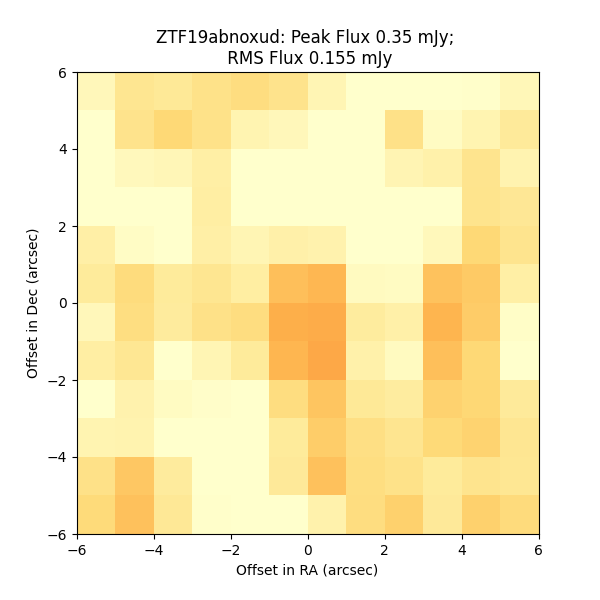 ZTF19abnoxud: Peak Flux 0.35 mJy;
RMS Flux 0.155 mJy
6
4
2
0
−2
−4
−6
Offset in Dec (arcsec)
−6 −4 −2 0 2 4 6
Offset in RA (arcsec)